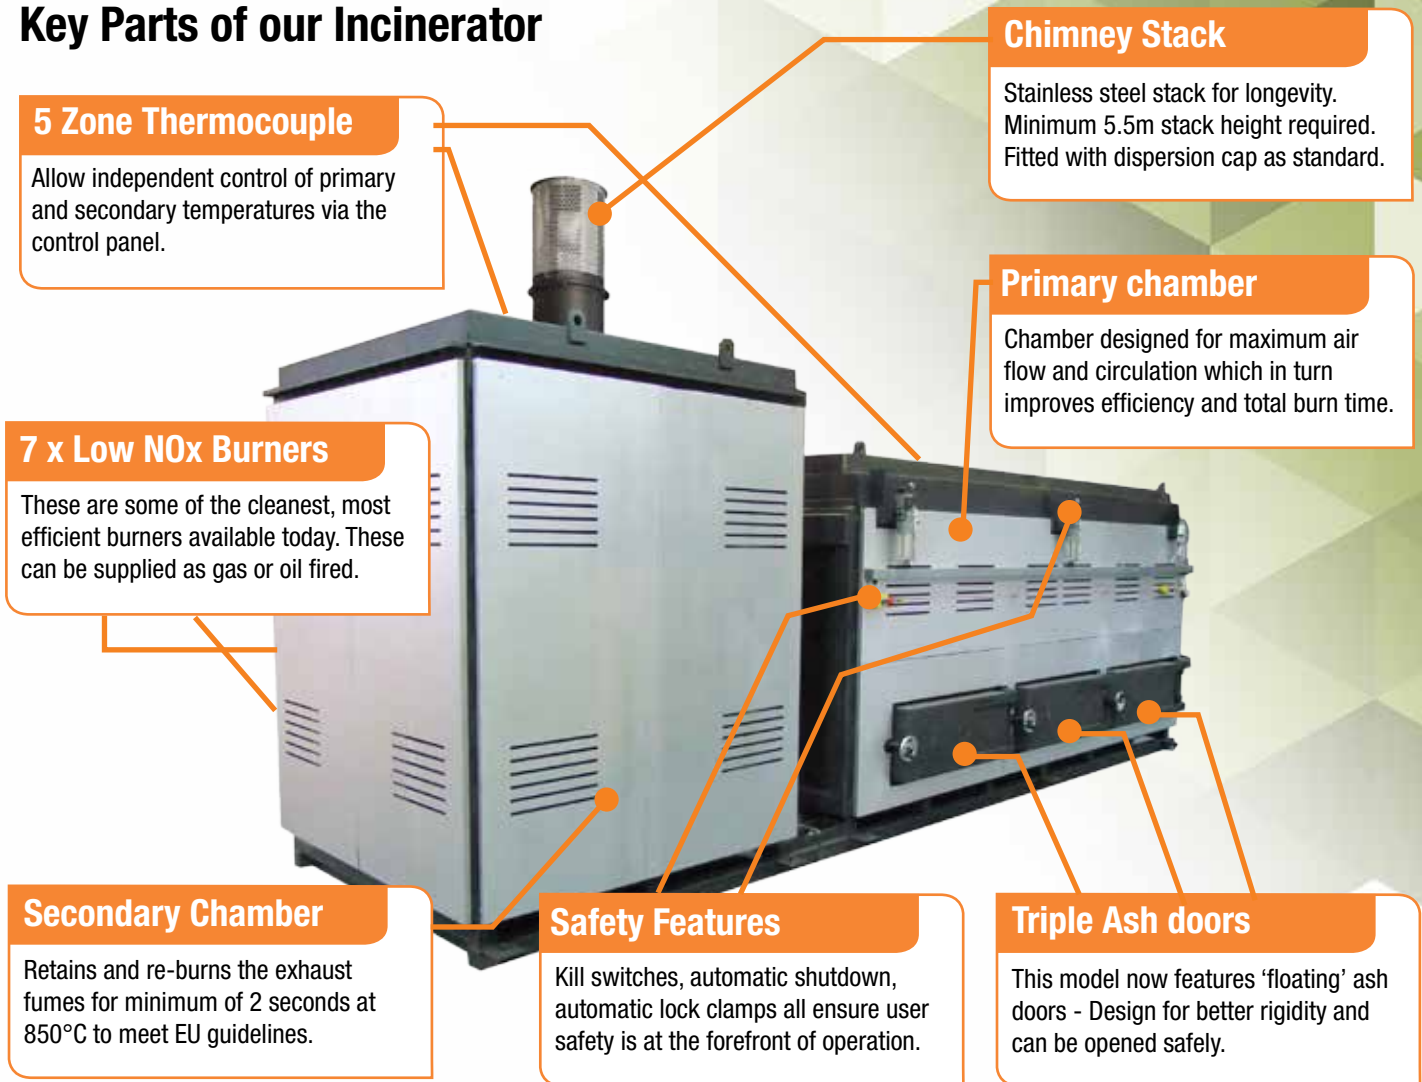 Key Parts of our Incinerator
5 Zone Thermocouple
Allow independent control of primary
and secondary temperatures via the
control panel.
Chimney Stack
Stainless steel stack for longevity.
Minimum 5.5m stack height required.
Fitted with dispersion cap as standard.
Primary chamber
Chamber designed for maximum air
flow and circulation which in turn
improves efficiency and total burn time.
7 x Low NOx Burners
These are some of the cleanest, most
efficient burners available today. These
can be supplied as gas or oil fired.
Secondary Chamber
Retains and re-burns the exhaust
fumes for minimum of 2 seconds at
850°C to meet EU guidelines.
Safety Features
Kill switches, automatic shutdown,
automatic lock clamps all ensure user
safety is at the forefront of operation.
Triple Ash doors
This model now features ‘floating’ ash
doors - Design for better rigidity and
can be opened safely.